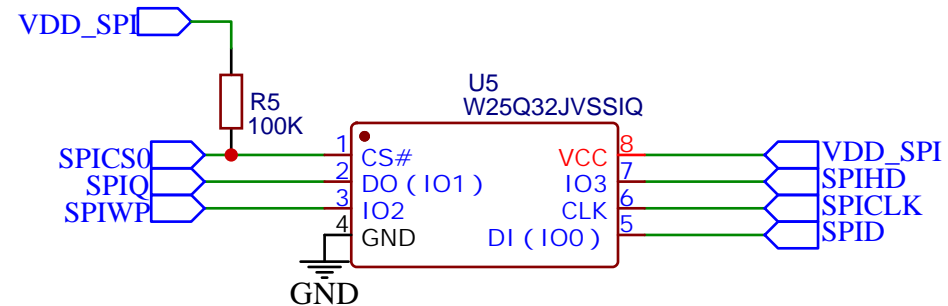 VDD_SPI
R5
100K
U5
W25Q32JVSSIQ
SPICS0 1 CS# VCC 8 VDD_SPI
SPIQ 2 DO(IO1) IO3 7 SPIHD
SPIWP 3 IO2 CLK 6 SPICLK
4 GND DI(IO0) 5 SPID
GND